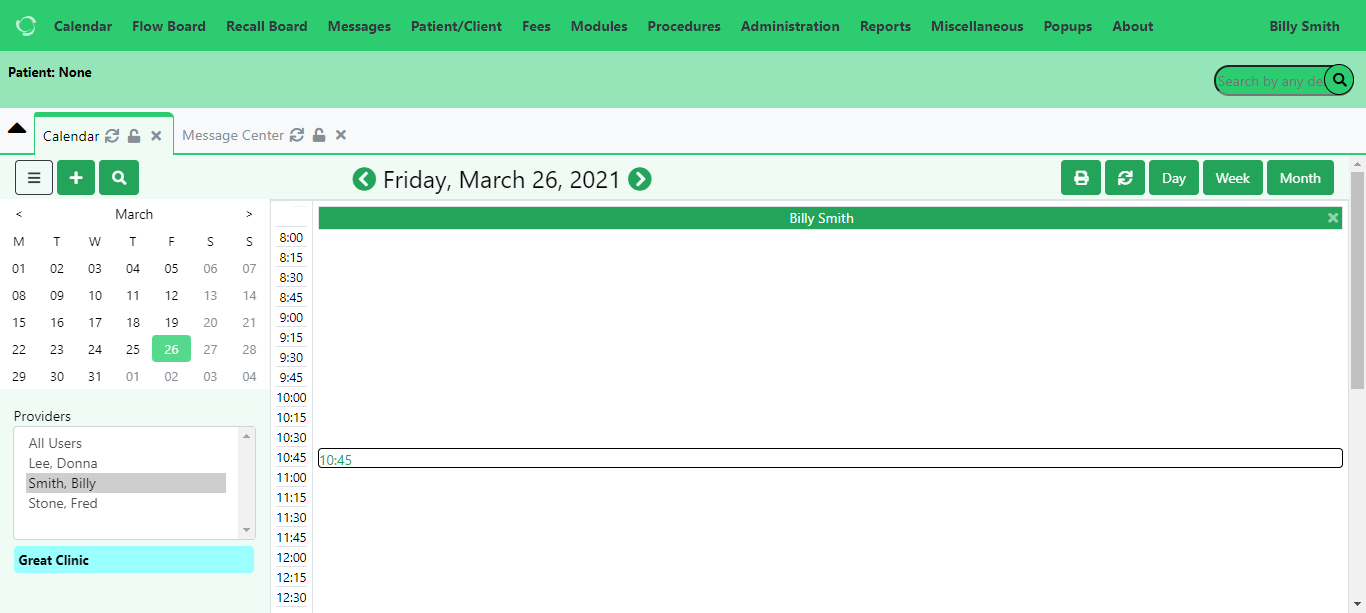 Calendar Flow Board Recall Board Messages Patient/Client Fees Modules Procedures Administration Reports Miscellaneous Popups About Billy Smith
Patient: None
Search by any de
Calendar Message Center
Friday, March 26, 2021
Day Week Month
< March >
M T W T F S S
01 02 03 04 05 06 07
08 09 10 11 12 13 14
15 16 17 18 19 20 21
22 23 24 25 26 27 28
29 30 31 01 02 03 04
Providers
All Users
Lee, Donna
Smith, Billy
Stone, Fred
Great Clinic
Billy Smith
8:00
8:15
8:30
8:45
9:00
9:15
9:30
9:45
10:00
10:15
10:30
10:45 10:45
11:00
11:15
11:30
11:45
12:00
12:15
12:30